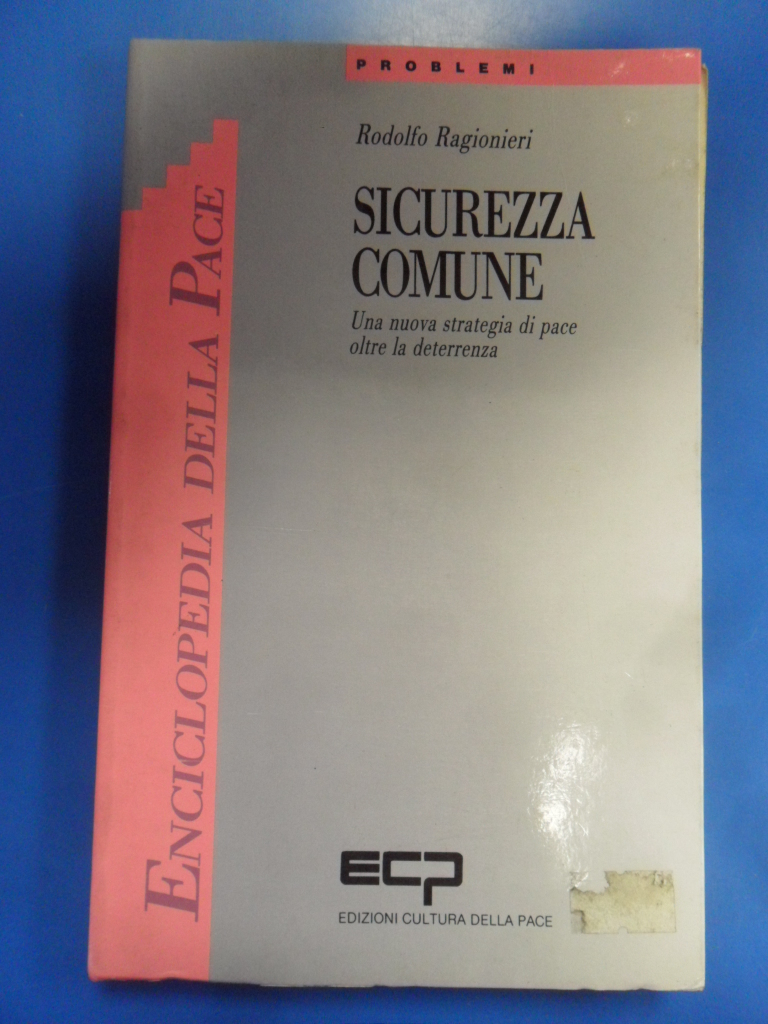 PROBLEMI
Rodolfo Ragionieri
SICUREZZA
COMUNE
Una nuova strategia di pace
oltre la deterrenza
ENCICLOPEDIA DELLA PACE
ECP
EDIZIONI CULTURA DELLA PACE